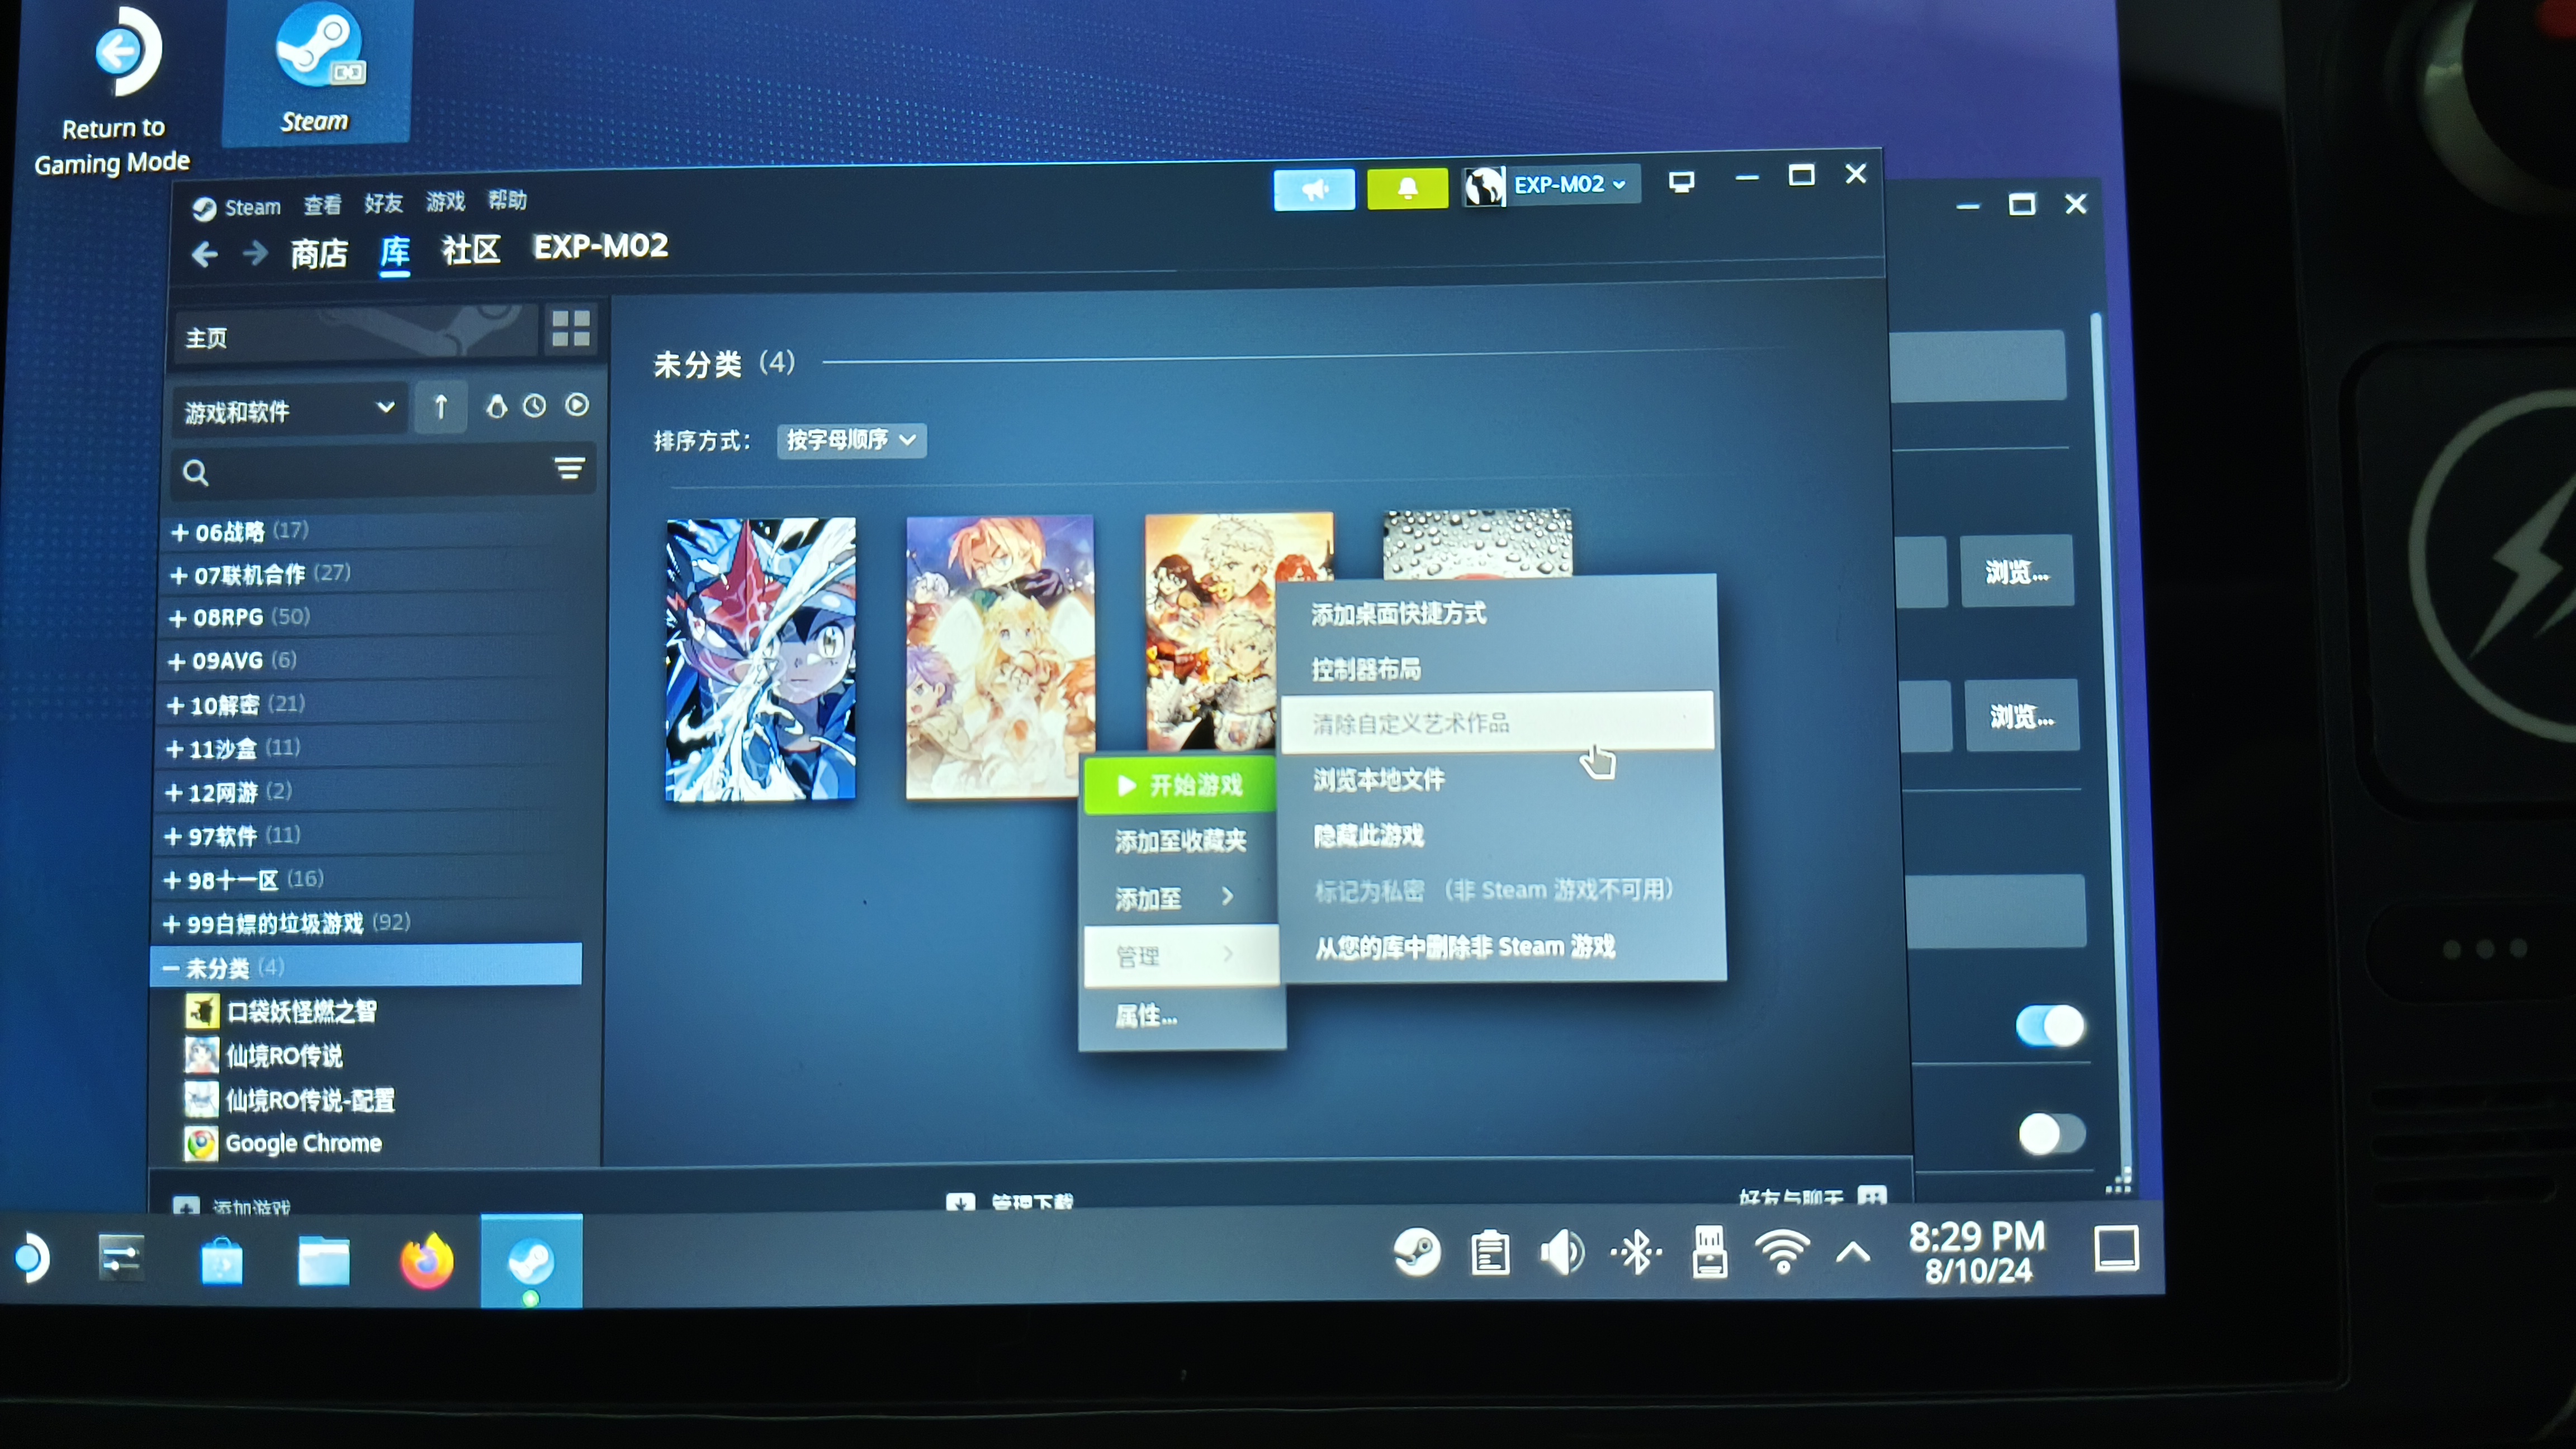 Return to
Gaming Mode
Steam
Steam 查看 好友 游戏 帮助
EXP-M02
商店 库 社区 EXP-M02
主页
游戏和软件
未分类 (4)
排序方式： 按字母顺序
+ 06战略 (17)
+ 07联机合作 (27)
+ 08RPG (50)
+ 09AVG (6)
+ 10解密 (21)
+ 11沙盒 (11)
+ 12网游 (2)
+ 97软件 (11)
+ 98十一区 (16)
+ 99白嫖的垃圾游戏 (92)
− 未分类 (4)
口袋妖怪燃之智
仙境RO传说
仙境RO传说-配置
Google Chrome
开始游戏
添加至收藏夹
添加至
管理
属性...
添加桌面快捷方式
控制器布局
清除自定义艺术作品
浏览本地文件
隐藏此游戏
标记为私密 （非 Steam 游戏不可用）
从您的库中删除非 Steam 游戏
浏览...
浏览...
添加游戏
管理下载
好友与聊天
8:29 PM
8/10/24